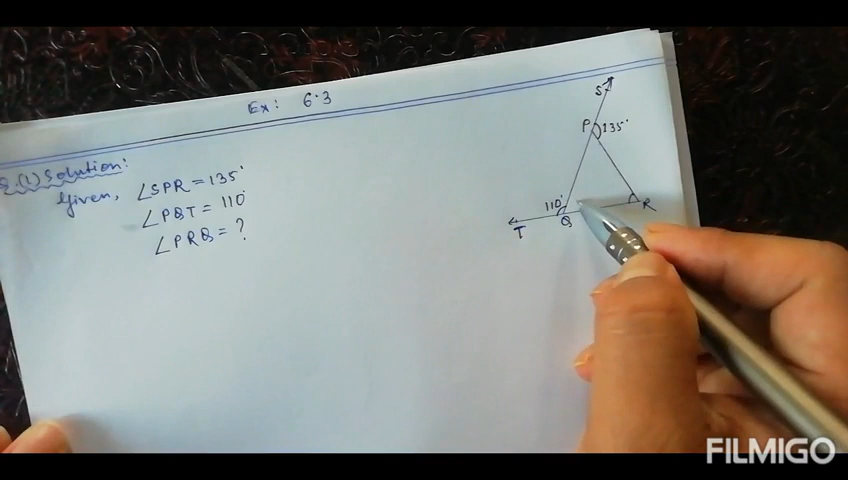 Ex: 6.3
Q.(1) Solution:
Given, ∠SPR = 135°
∠PQT = 110°
∠PRQ = ?
S
P 135°
110°
T Q R
FILMIGO